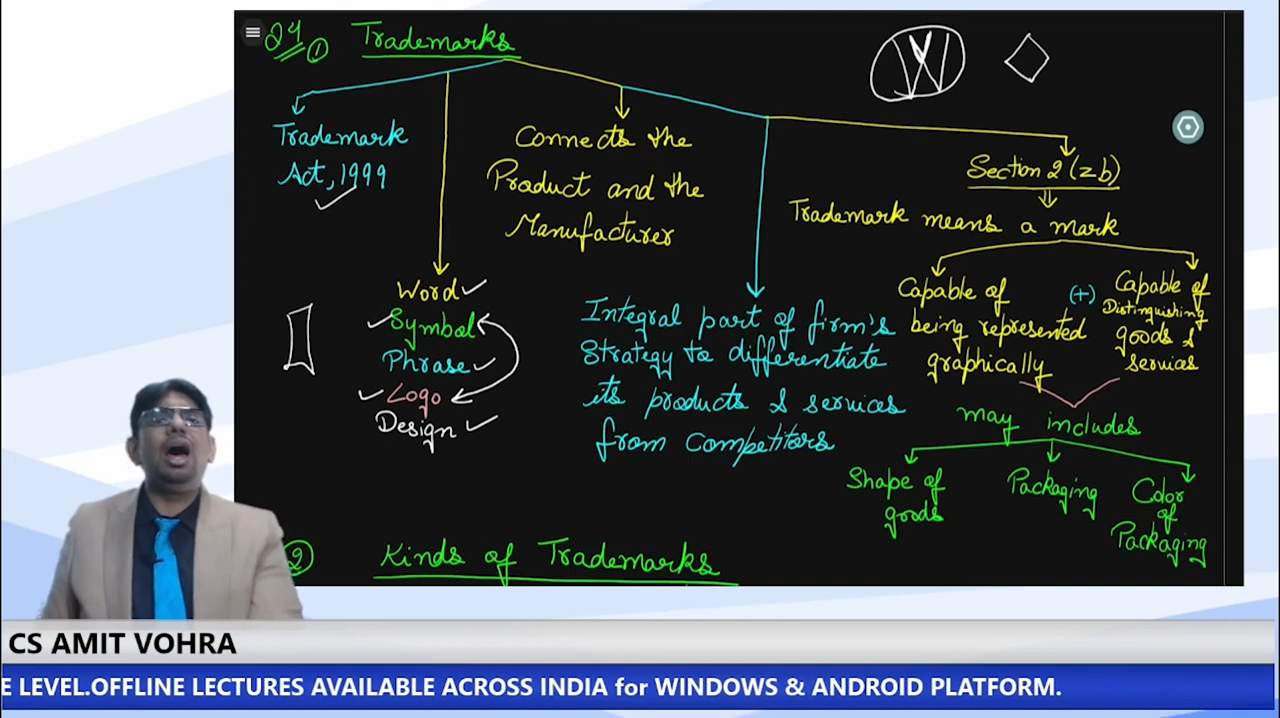 24
① Trademarks
Trademark
Act, 1999
Word
Symbol
Phrase
Logo
Design
Connects the
Product and the
Manufacturer
Integral part of firm's
Strategy to differentiate
its products & services
from competitors
Section 2 (zb)
Trademark means a mark
Capable of
being represented
graphically
(+)
Capable of
Distinguishing
goods &
services
may includes
Shape of
goods
Packaging
Color
of
Packaging
② Kinds of Trademarks
CS AMIT VOHRA
E LEVEL.OFFLINE LECTURES AVAILABLE ACROSS INDIA for WINDOWS & ANDROID PLATFORM.